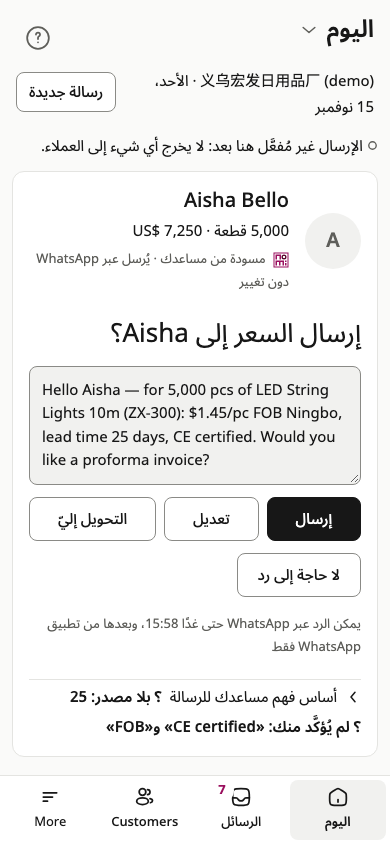 اليوم
义乌宏发日用品厂 (demo) · الأحد،
15 نوفمبر
رسالة جديدة
الإرسال غير مُفعَّل هنا بعد: لا يخرج أي شيء إلى العملاء.
A
Aisha Bello
5,000 قطعة · US$ 7,250
مسودة من مساعدك · يُرسل عبر WhatsApp
دون تغيير
إرسال السعر إلى Aisha؟
Hello Aisha — for 5,000 pcs of LED String
Lights 10m (ZX-300): $1.45/pc FOB Ningbo,
lead time 25 days, CE certified. Would you
like a proforma invoice?
إرسال
تعديل
التحويل إليّ
لا حاجة إلى رد
يمكن الرد عبر WhatsApp حتى غدًا 15:58، وبعدها من تطبيق
WhatsApp فقط
أساس فهم مساعدك للرسالة ؟ بلا مصدر: 25
؟ لم يُؤكَّد منك: «CE certified» و«FOB»
اليوم
7
الرسائل
Customers
More